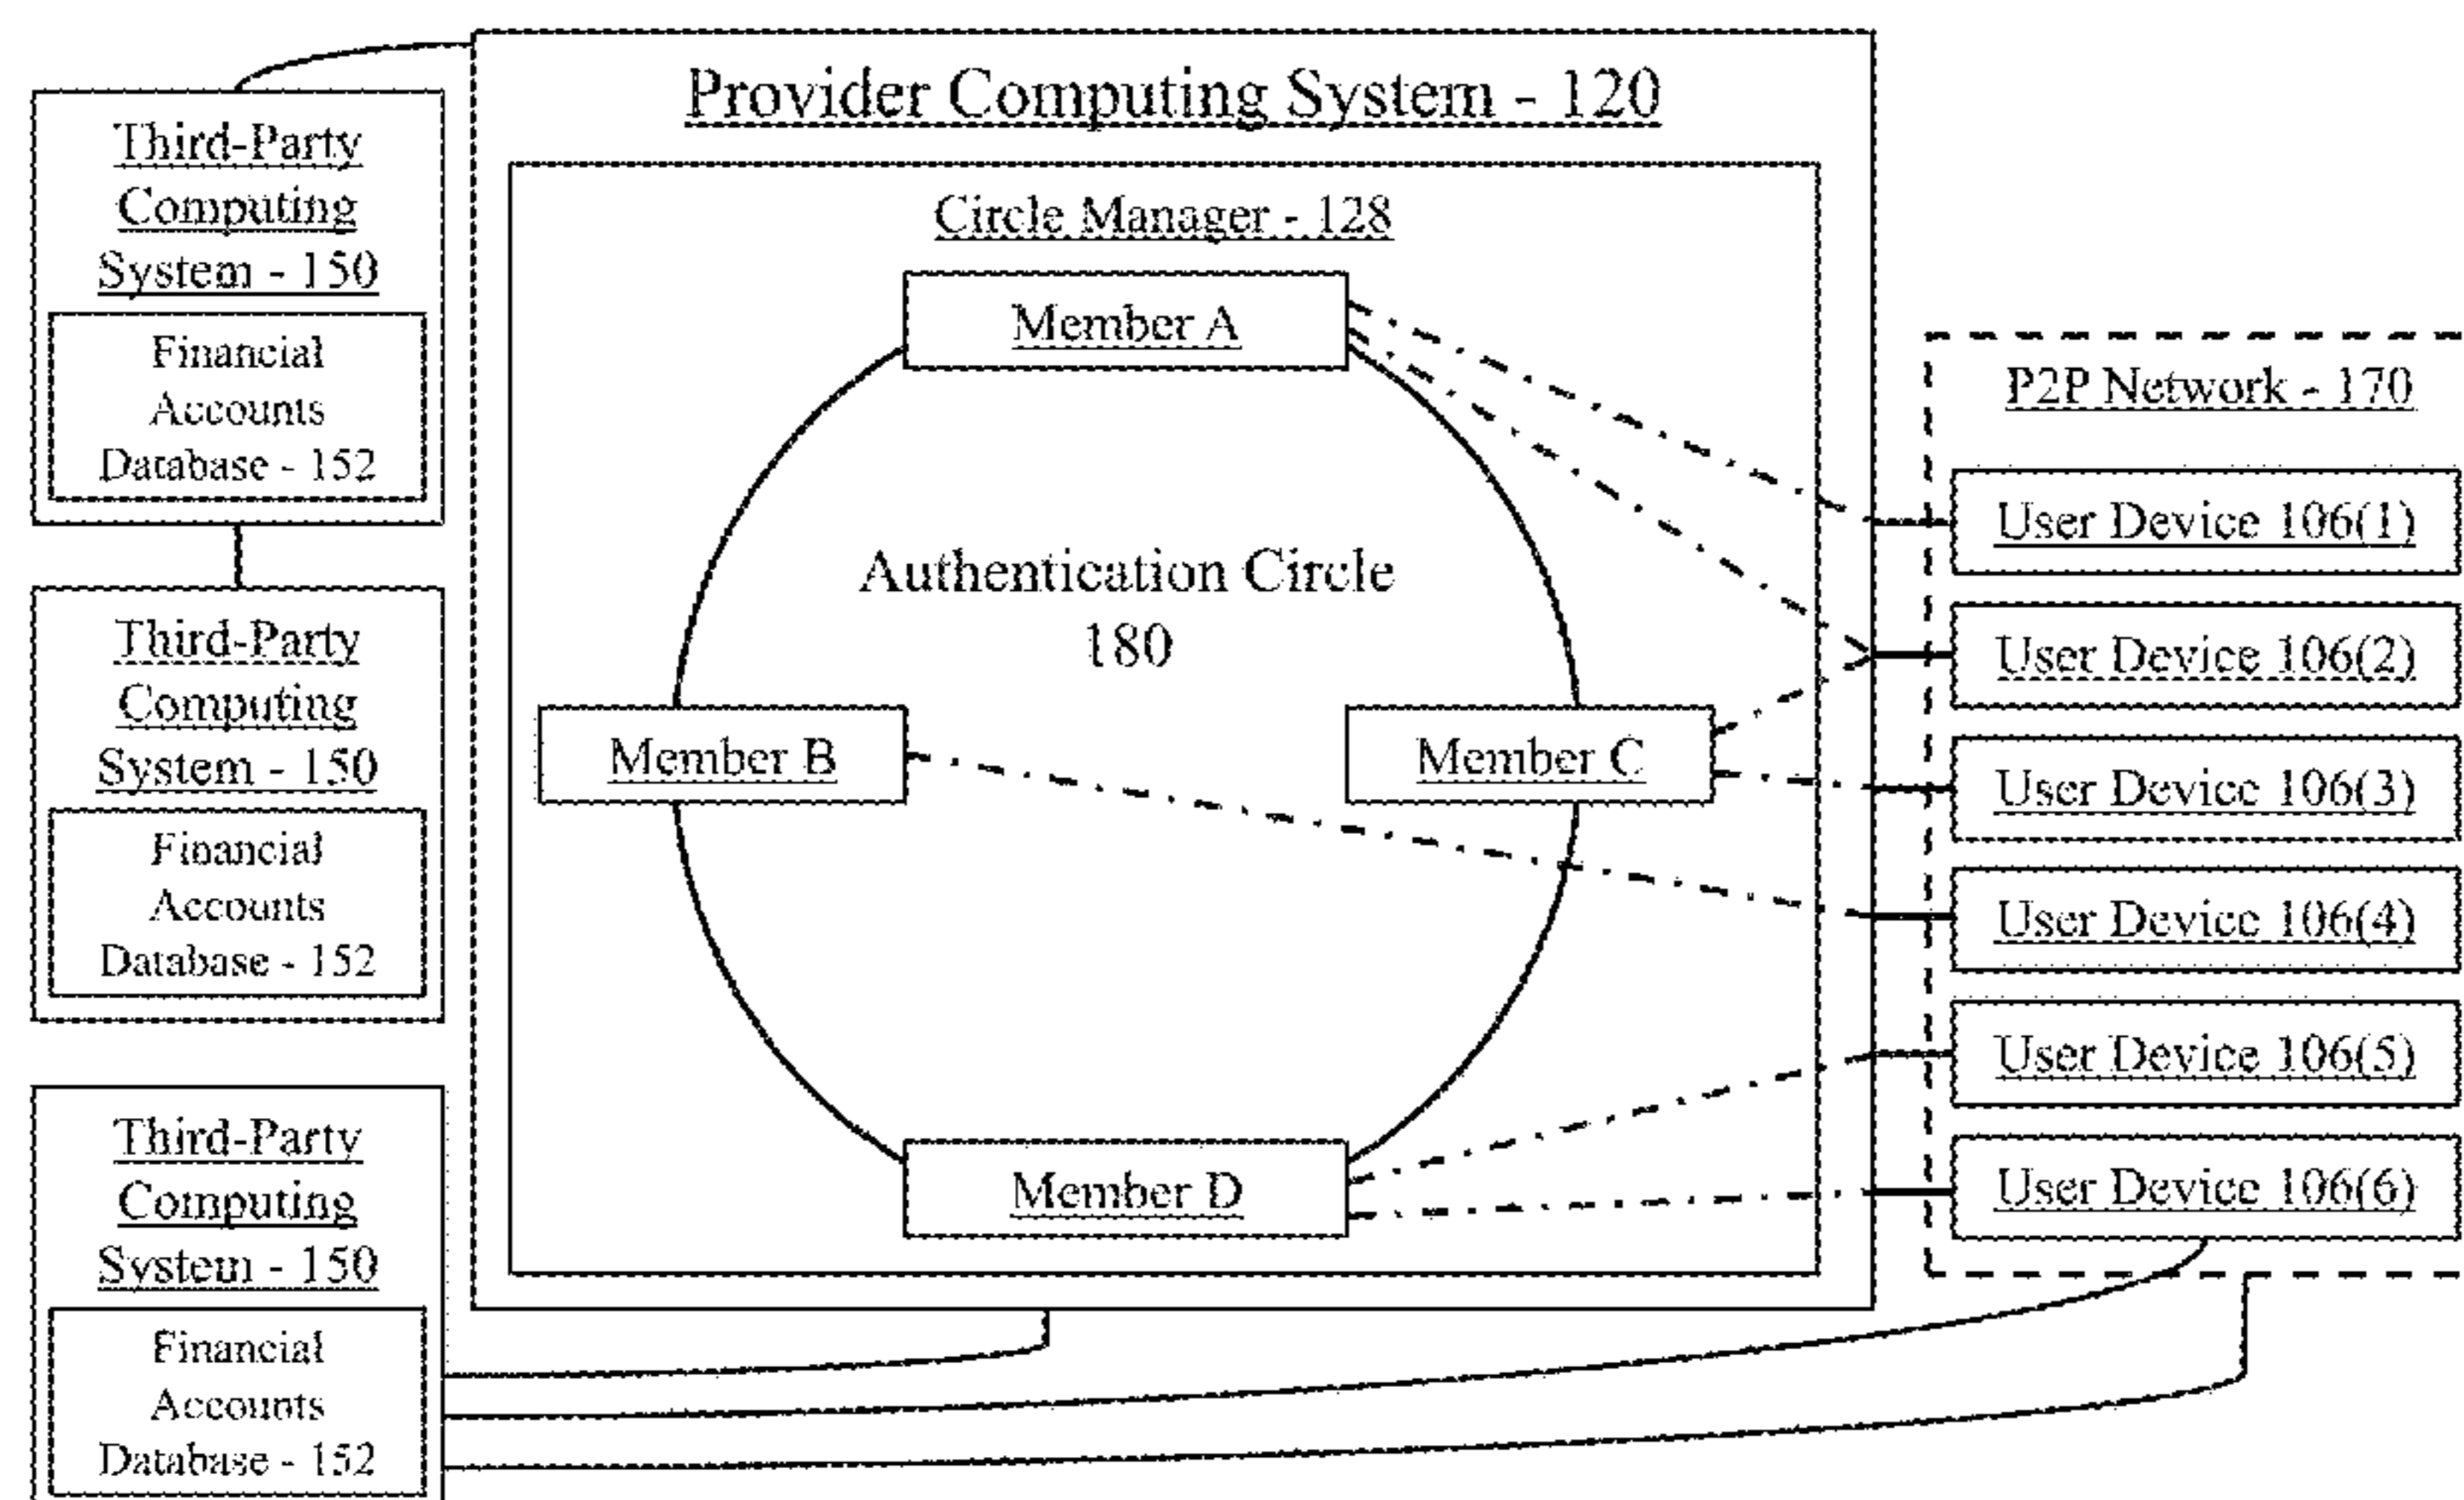 Provider Computing System - 120
Third-Party
Computing
System - 150
Financial
Accounts
Database - 152
Third-Party
Computing
System - 150
Financial
Accounts
Database - 152
Third-Party
Computing
System - 150
Financial
Accounts
Database - 152
Circle Manager - 128
Member A
Authentication Circle
180
Member B
Member C
Member D
P2P Network - 170
User Device 106(1)
User Device 106(2)
User Device 106(3)
User Device 106(4)
User Device 106(5)
User Device 106(6)